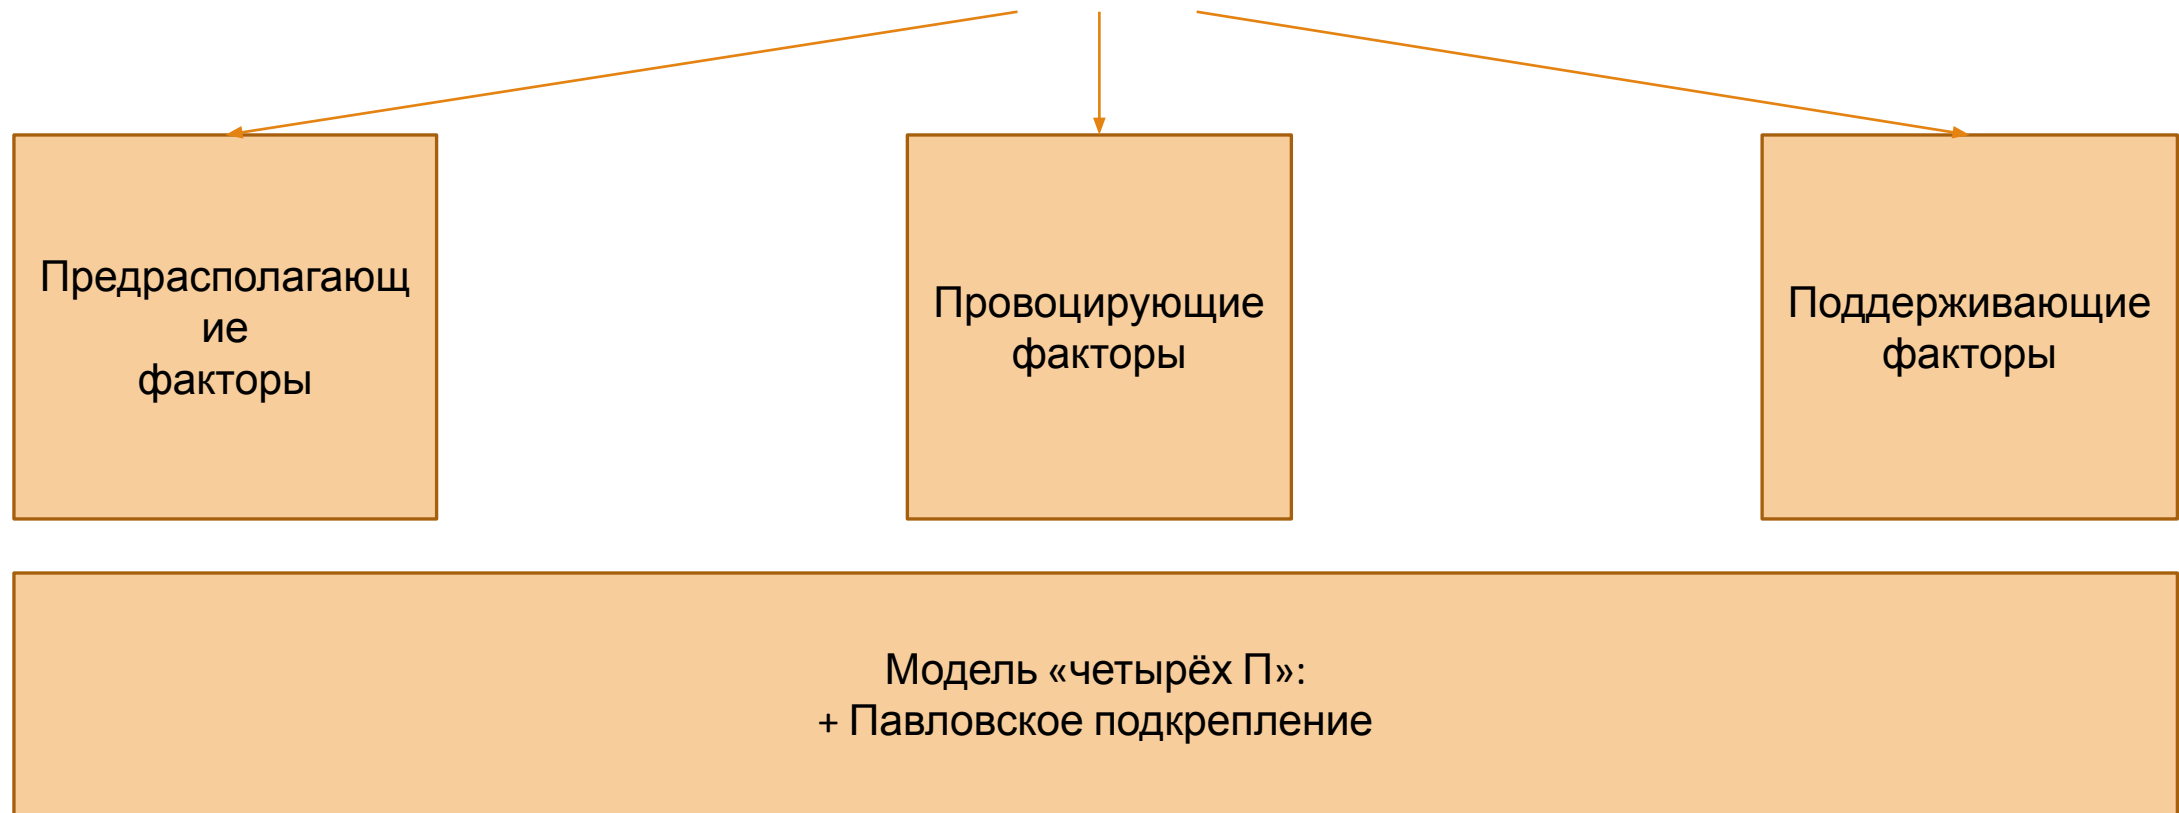 Предрасполагающ
ие
факторы
Провоцирующие
факторы
Поддерживающие
факторы
Модель «четырёх П»:
+ Павловское подкрепление